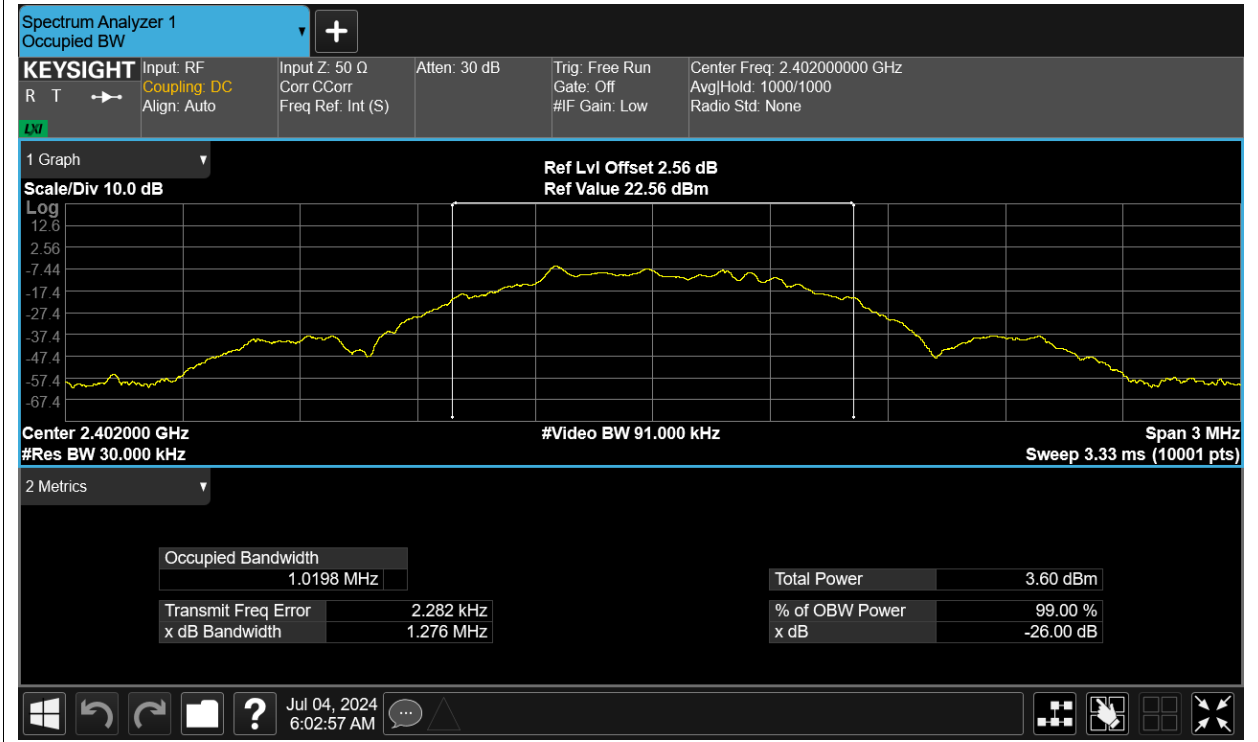 Spectrum Analyzer 1
Occupied BW
KEYSIGHT
R T
LXI
Input: RF
Coupling: DC
Align: Auto
Input Z: 50 Ω
Corr CCorr
Freq Ref: Int (S)
Atten: 30 dB
Trig: Free Run
Gate: Off
#IF Gain: Low
Center Freq: 2.402000000 GHz
Avg|Hold: 1000/1000
Radio Std: None
1 Graph
Scale/Div 10.0 dB
Ref Lvl Offset 2.56 dB
Ref Value 22.56 dBm
Log
12.6
2.56
-7.44
-17.4
-27.4
-37.4
-47.4
-57.4
-67.4
Center 2.402000 GHz
#Res BW 30.000 kHz
#Video BW 91.000 kHz
Span 3 MHz
Sweep 3.33 ms (10001 pts)
2 Metrics
Occupied Bandwidth
1.0198 MHz
Transmit Freq Error 2.282 kHz
x dB Bandwidth 1.276 MHz
Total Power 3.60 dBm
% of OBW Power 99.00 %
x dB -26.00 dB
?
Jul 04, 2024
6:02:57 AM